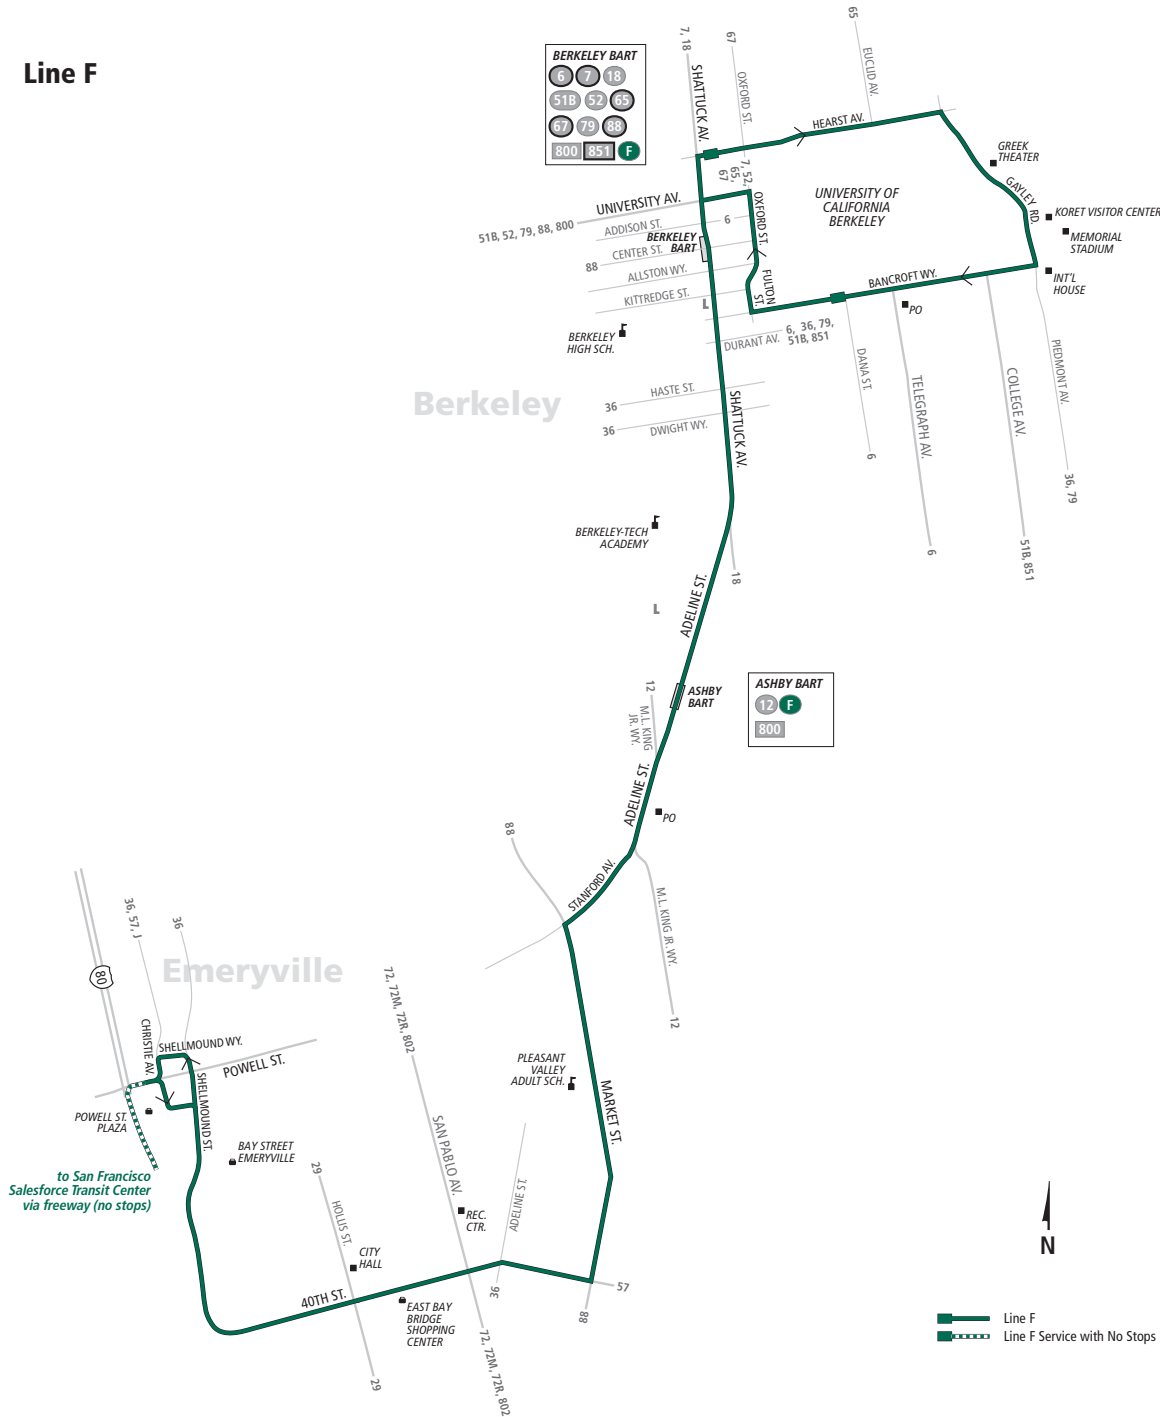 Line F
BERKELEY BART
6 7 18
51B 52 65
67 79 88
800 851 F
7, 18
67
65
SHATTUCK AV.
OXFORD ST.
EUCLID AV.
HEARST AV.
GREEK
THEATER
GAYLEY RD.
KORET VISITOR CENTER
MEMORIAL
STADIUM
INT'L
HOUSE
UNIVERSITY OF
CALIFORNIA
BERKELEY
7, 52,
65,
67
UNIVERSITY AV.
51B, 52, 79, 88, 800
ADDISON ST.
6
OXFORD ST.
BERKELEY
BART
CENTER ST.
88
ALLSTON WY.
KITTREDGE ST.
FULTON
ST.
BANCROFT WY.
PO
L
BERKELEY
HIGH SCH.
DURANT AV.
6, 36, 79,
51B, 851
DANA ST.
6
TELEGRAPH AV.
6
COLLEGE AV.
51B, 851
PIEDMONT AV.
36, 79
Berkeley
HASTE ST.
36
DWIGHT WY.
36
SHATTUCK AV.
BERKELEY-TECH
ACADEMY
18
ADELINE ST.
L
ASHBY
BART
ASHBY BART
12 F
800
12
M.L. KING
JR. WY.
ADELINE ST.
PO
88
STANFORD AV.
M.L. KING JR. WY.
12
36, 57, J
36
80
Emeryville
72, 72M, 72R, 802
CHRISTIE AV.
SHELLMOUND WY.
POWELL ST.
SHELLMOUND ST.
POWELL ST.
PLAZA
BAY STREET
EMERYVILLE
to San Francisco
Salesforce Transit Center
via freeway (no stops)
PLEASANT
VALLEY
ADULT SCH.
MARKET ST.
SAN PABLO AV.
REC.
CTR.
ADELINE ST.
29
HOLLIS ST.
CITY
HALL
40TH ST.
EAST BAY
BRIDGE
SHOPPING
CENTER
36
57
88
29
72, 72M, 72R, 802
N
Line F
Line F Service with No Stops